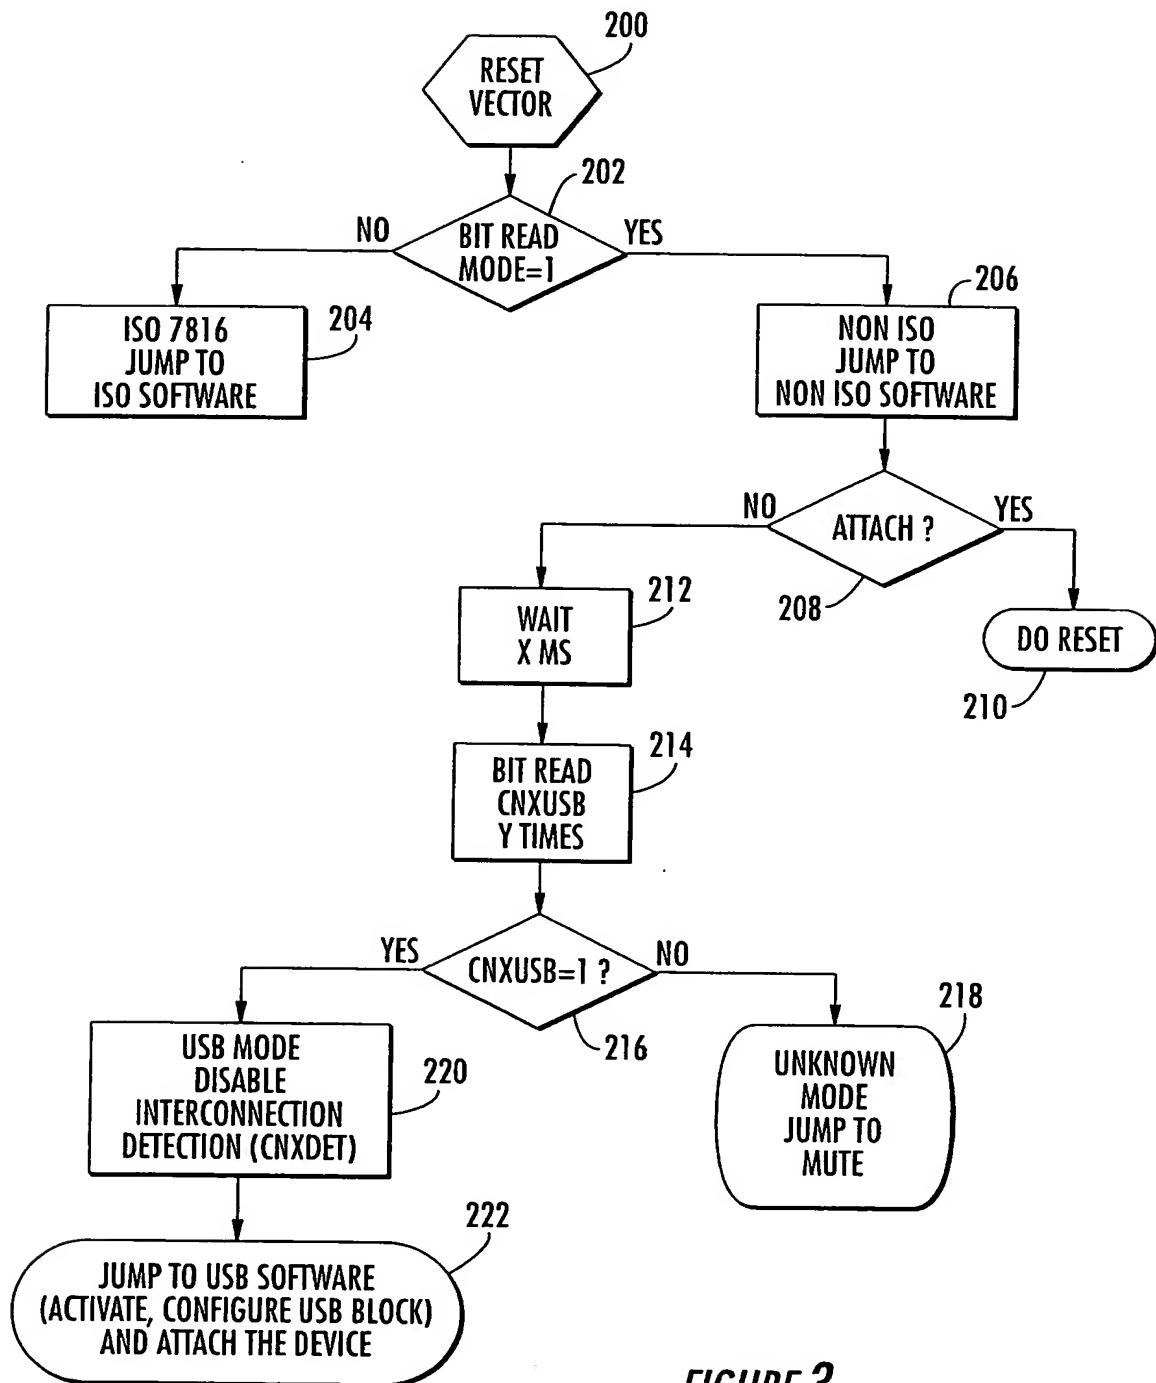 200
RESET
VECTOR
202
NO
BIT READ
MODE=1
YES
204
ISO 7816
JUMP TO
ISO SOFTWARE
206
NON ISO
JUMP TO
NON ISO SOFTWARE
NO
ATTACH ?
YES
208
DO RESET
210
212
WAIT
X MS
214
BIT READ
CNXUSB
Y TIMES
YES
CNXUSB=1 ?
NO
216
218
UNKNOWN
MODE
JUMP TO
MUTE
USB MODE
DISABLE
INTERCONNECTION
DETECTION (CNXDET)
220
222
JUMP TO USB SOFTWARE
(ACTIVATE, CONFIGURE USB BLOCK)
AND ATTACH THE DEVICE